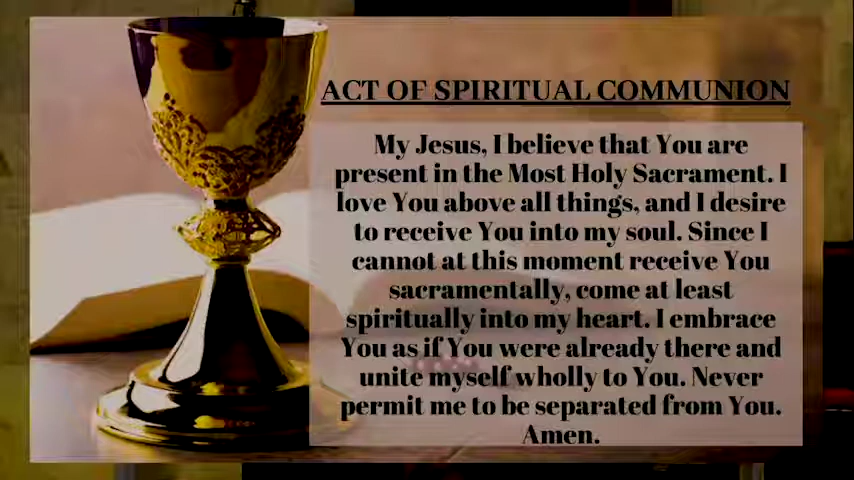 ACT OF SPIRITUAL COMMUNION
My Jesus, I believe that You are
present in the Most Holy Sacrament. I
love You above all things, and I desire
to receive You into my soul. Since I
cannot at this moment receive You
sacramentally, come at least
spiritually into my heart. I embrace
You as if You were already there and
unite myself wholly to You. Never
permit me to be separated from You.
Amen.